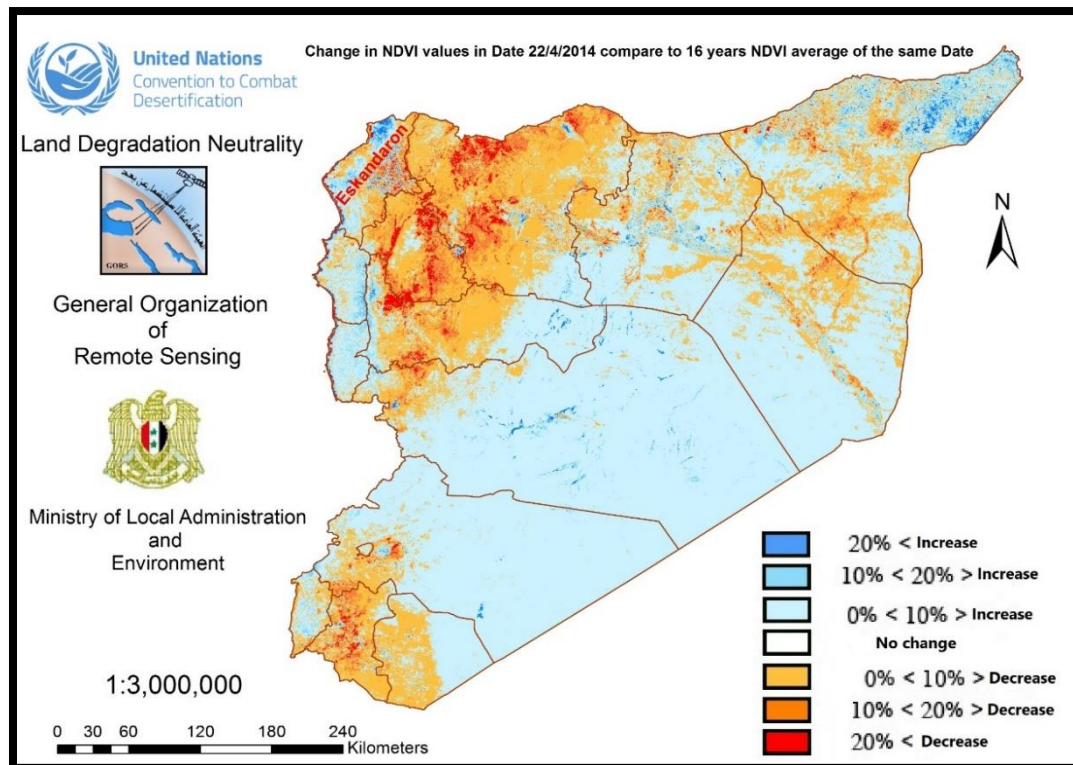 Change in NDVI values in Date 22/4/2014 compare to 16 years NDVI average of the same Date
United Nations
Convention to Combat
Desertification
Land Degradation Neutrality
GORS
General Organization
of
Remote Sensing
Ministry of Local Administration
and
Environment
1:3,000,000
0 30 60 120 180 240
Kilometers
Eskandaron
N
20% < Increase
10% < 20% > Increase
0% < 10% > Increase
No change
0% < 10% > Decrease
10% < 20% > Decrease
20% < Decrease